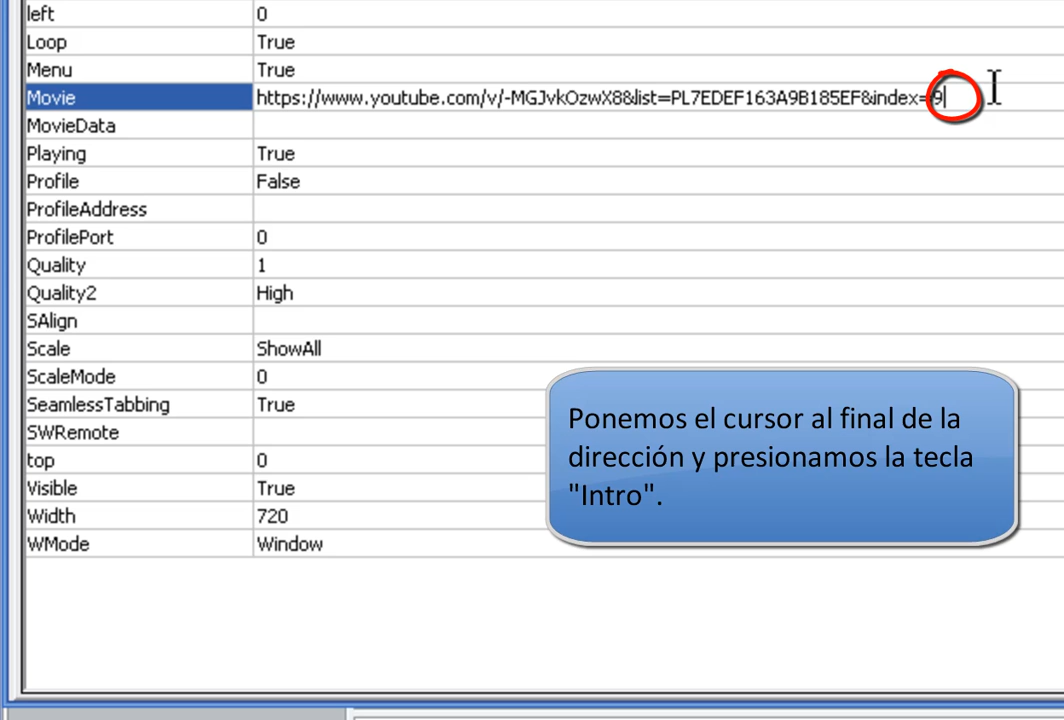 left 0
Loop True
Menu True
Movie https://www.youtube.com/v/-MGJvkOzwX8&list=PL7EDEF163A9B185EF&index=9
MovieData
Playing True
Profile False
ProfileAddress
ProfilePort 0
Quality 1
Quality2 High
SAlign
Scale ShowAll
ScaleMode 0
SeamlessTabbing True
SWRemote
top 0
Visible True
Width 720
WMode Window
Ponemos el cursor al final de la
dirección y presionamos la tecla
"Intro".